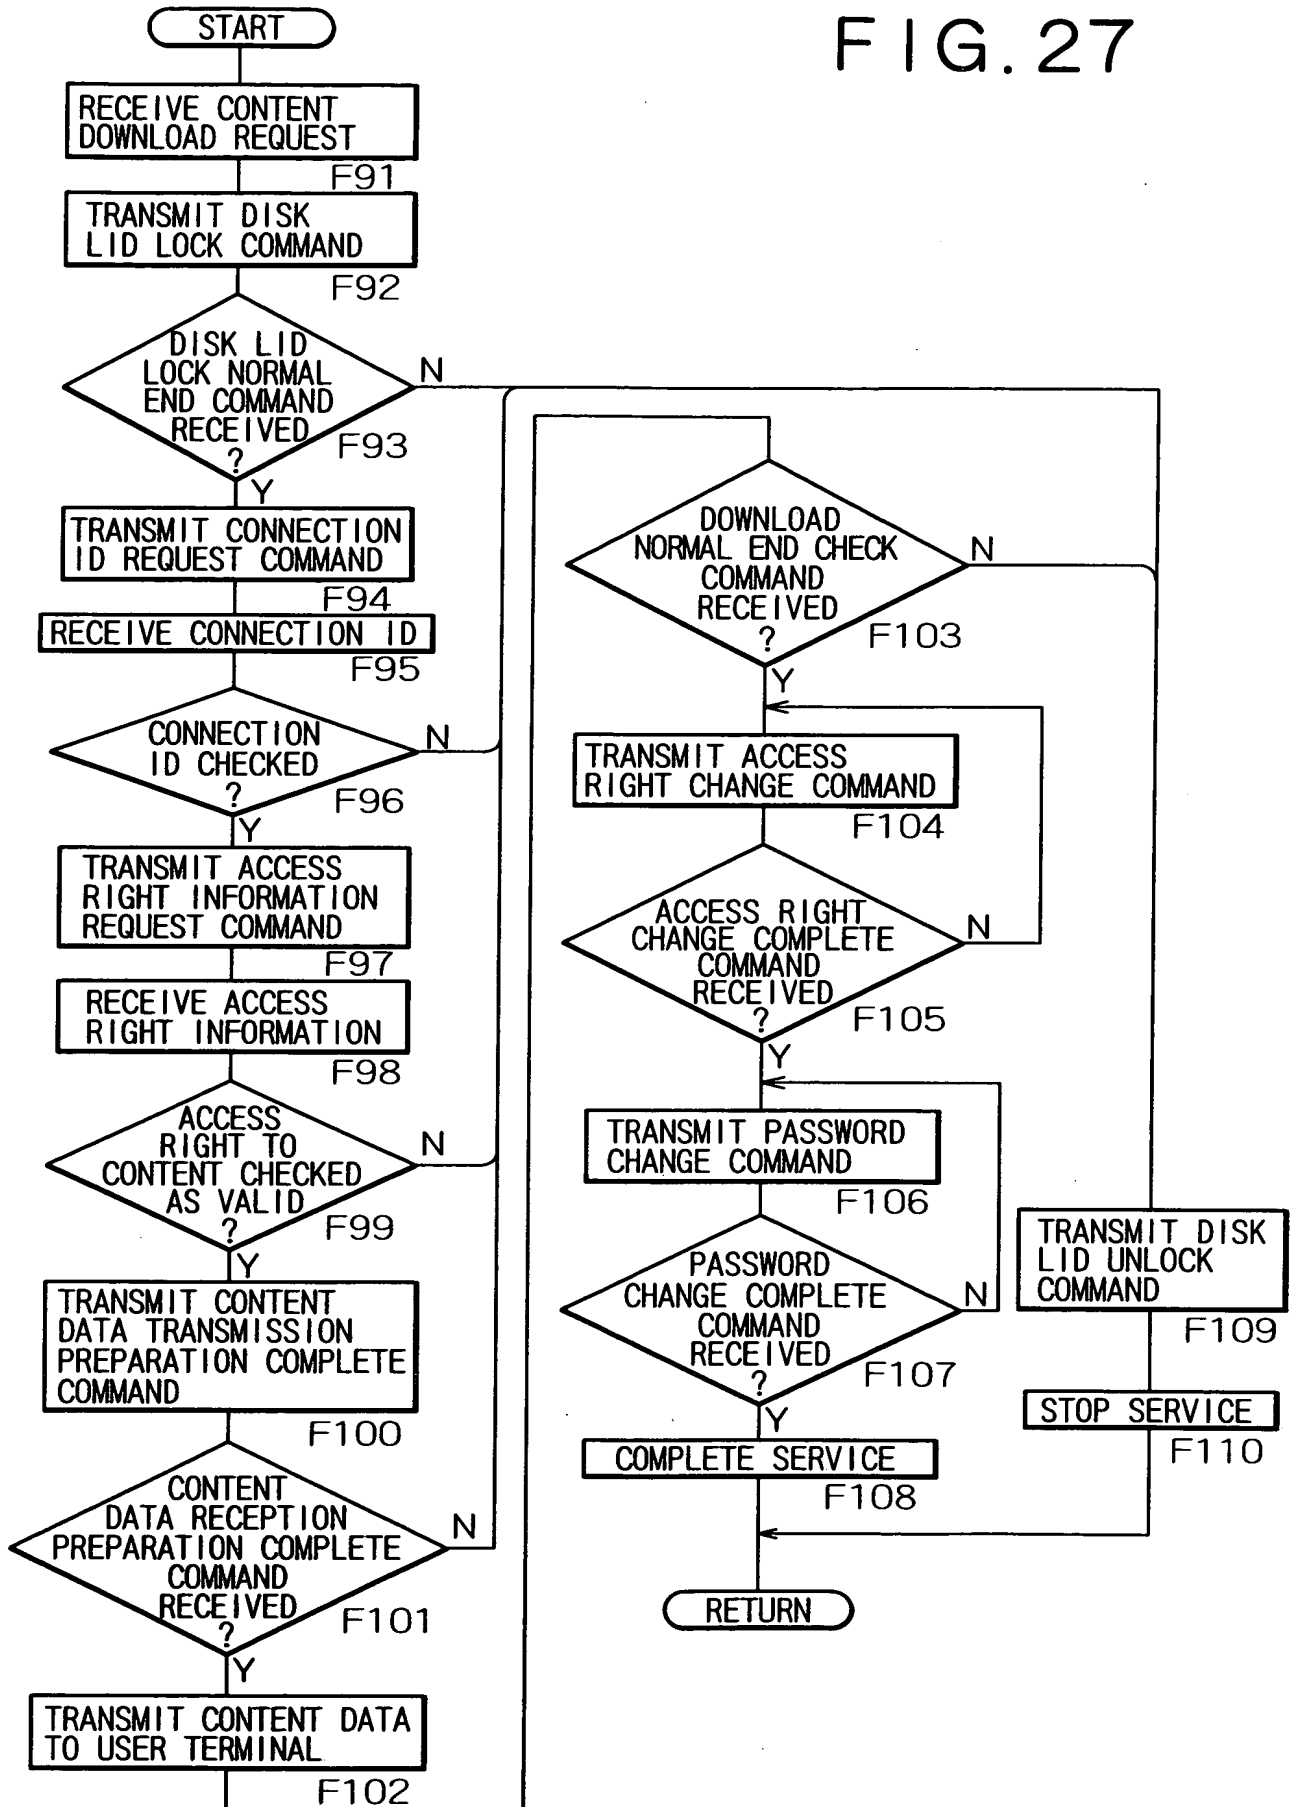 FIG.27
START
RECEIVE CONTENT
DOWNLOAD REQUEST
F91
TRANSMIT DISK
LID LOCK COMMAND
F92
DISK LID
LOCK NORMAL
END COMMAND
RECEIVED
?
F93
N
Y
TRANSMIT CONNECTION
ID REQUEST COMMAND
F94
RECEIVE CONNECTION ID
F95
CONNECTION
ID CHECKED
?
F96
N
Y
TRANSMIT ACCESS
RIGHT INFORMATION
REQUEST COMMAND
F97
RECEIVE ACCESS
RIGHT INFORMATION
F98
ACCESS
RIGHT TO
CONTENT CHECKED
AS VALID
?
F99
N
Y
TRANSMIT CONTENT
DATA TRANSMISSION
PREPARATION COMPLETE
COMMAND
F100
CONTENT
DATA RECEPTION
PREPARATION COMPLETE
COMMAND
RECEIVED
?
F101
N
Y
TRANSMIT CONTENT DATA
TO USER TERMINAL
F102
DOWNLOAD
NORMAL END CHECK
COMMAND
RECEIVED
?
F103
N
Y
TRANSMIT ACCESS
RIGHT CHANGE COMMAND
F104
ACCESS RIGHT
CHANGE COMPLETE
COMMAND
RECEIVED
?
F105
N
Y
TRANSMIT PASSWORD
CHANGE COMMAND
F106
PASSWORD
CHANGE COMPLETE
COMMAND
RECEIVED
?
F107
N
Y
COMPLETE SERVICE
F108
TRANSMIT DISK
LID UNLOCK
COMMAND
F109
STOP SERVICE
F110
RETURN